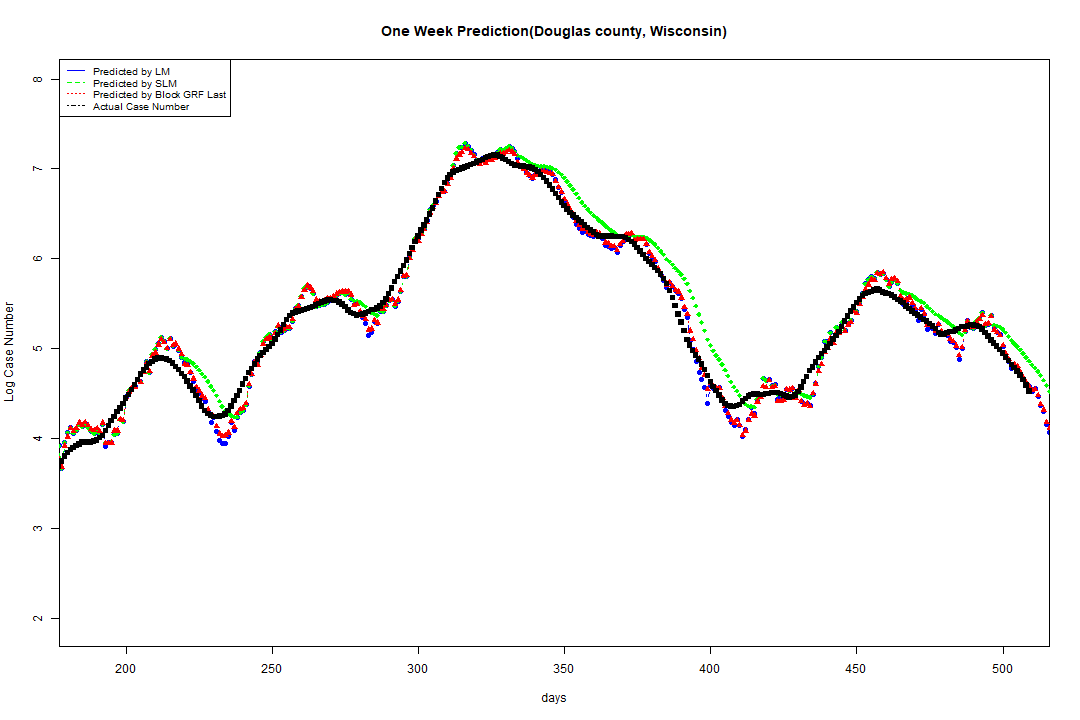 One Week Prediction(Douglas county, Wisconsin)
Predicted by LM
Predicted by SLM
Predicted by Block GRF Last
Actual Case Number
8
7
6
5
4
3
2
Log Case Number
200 250 300 350 400 450 500
days